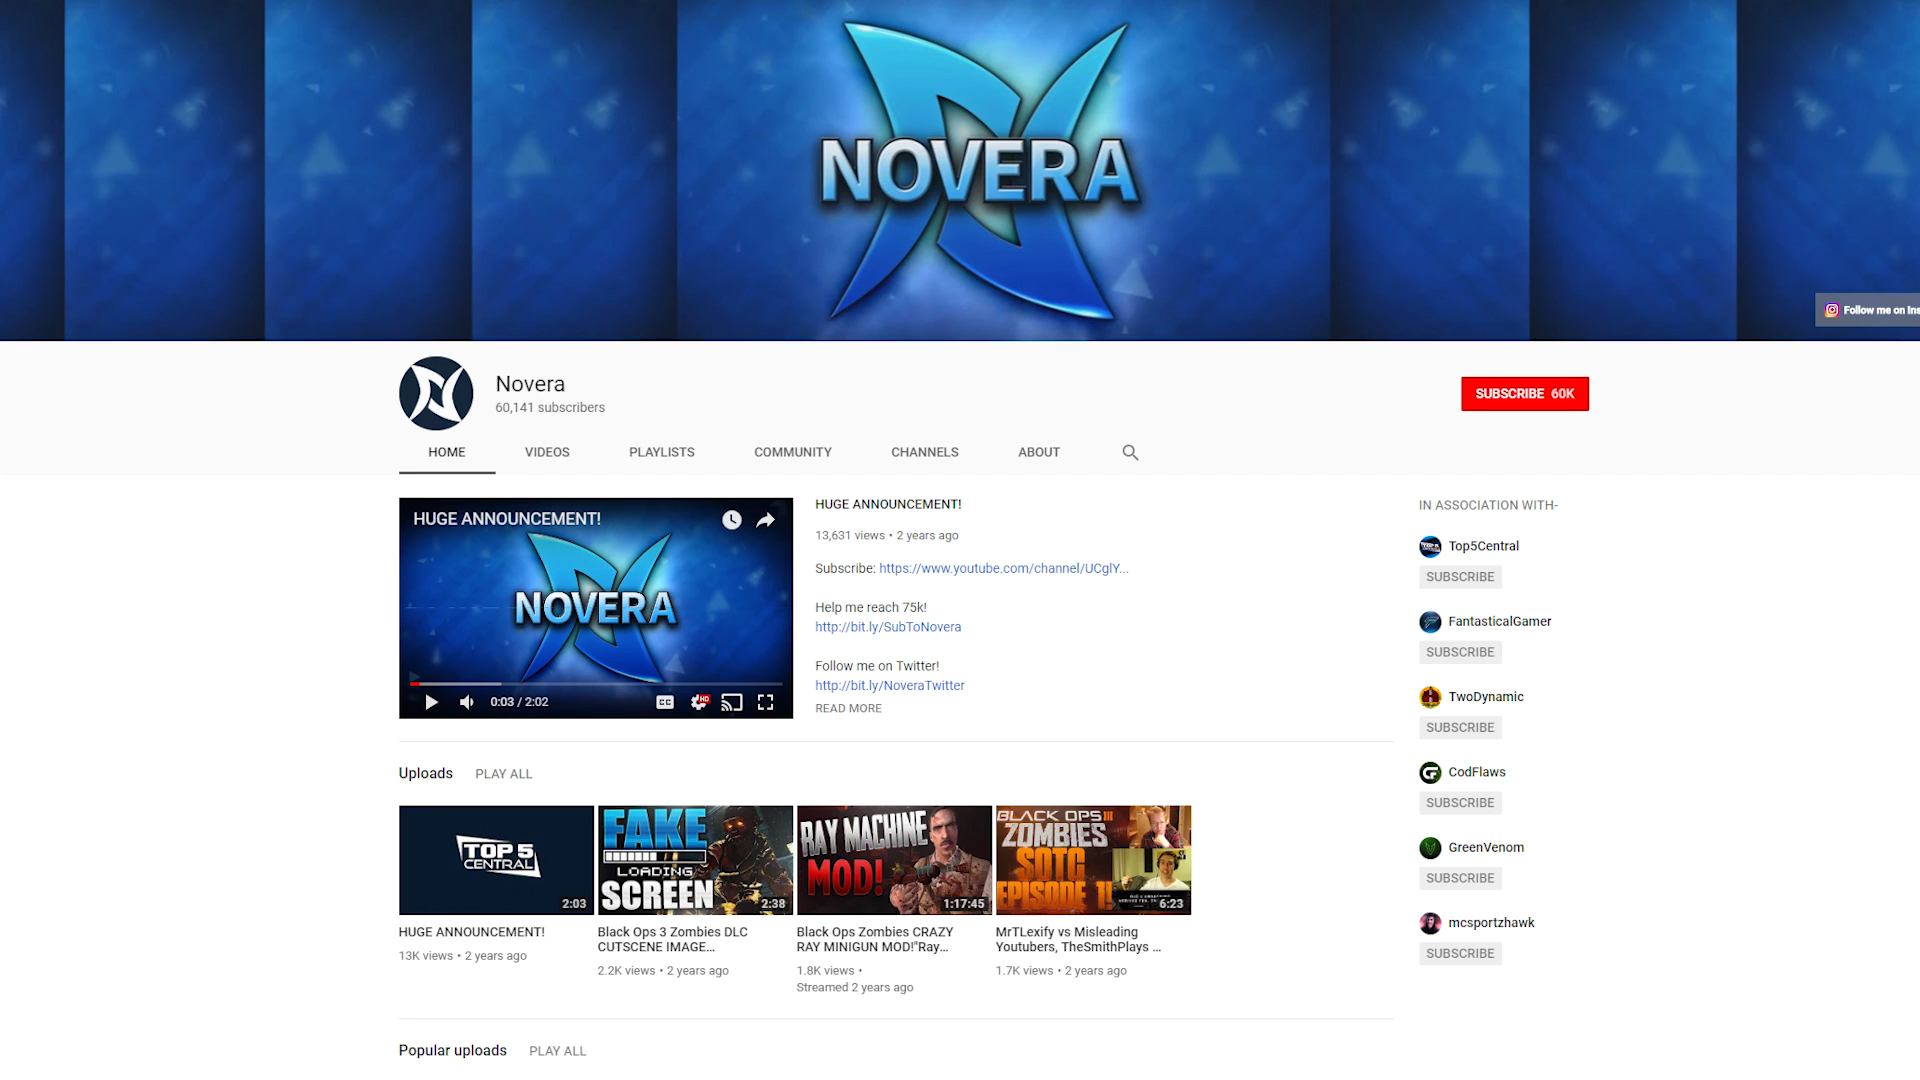 NOVERA
Follow me on Ins
Novera
60,141 subscribers
SUBSCRIBE 60K
HOME
VIDEOS
PLAYLISTS
COMMUNITY
CHANNELS
ABOUT
HUGE ANNOUNCEMENT!
NOVERA
0:03 / 2:02
CC
HD
HUGE ANNOUNCEMENT!
13,631 views • 2 years ago
Subscribe: https://www.youtube.com/channel/UCglY...
Help me reach 75k!
http://bit.ly/SubToNovera
Follow me on Twitter!
http://bit.ly/NoveraTwitter
READ MORE
IN ASSOCIATION WITH-
Top5Central
SUBSCRIBE
FantasticalGamer
SUBSCRIBE
TwoDynamic
SUBSCRIBE
CodFlaws
SUBSCRIBE
GreenVenom
SUBSCRIBE
mcsportzhawk
SUBSCRIBE
Uploads PLAY ALL
TOP 5
CENTRAL
2:03
HUGE ANNOUNCEMENT!
13K views • 2 years ago
FAKE
LOADING
SCREEN
2:38
Black Ops 3 Zombies DLC
CUTSCENE IMAGE...
2.2K views • 2 years ago
RAY MACHINE
MOD!
1:17:45
Black Ops Zombies CRAZY
RAY MINIGUN MOD!"Ray...
1.8K views •
Streamed 2 years ago
BLACK OPS III
ZOMBIES
SOTC
EPISODE 1!
6:23
MrTLexify vs Misleading
Youtubers, TheSmithPlays ...
1.7K views • 2 years ago
Popular uploads PLAY ALL